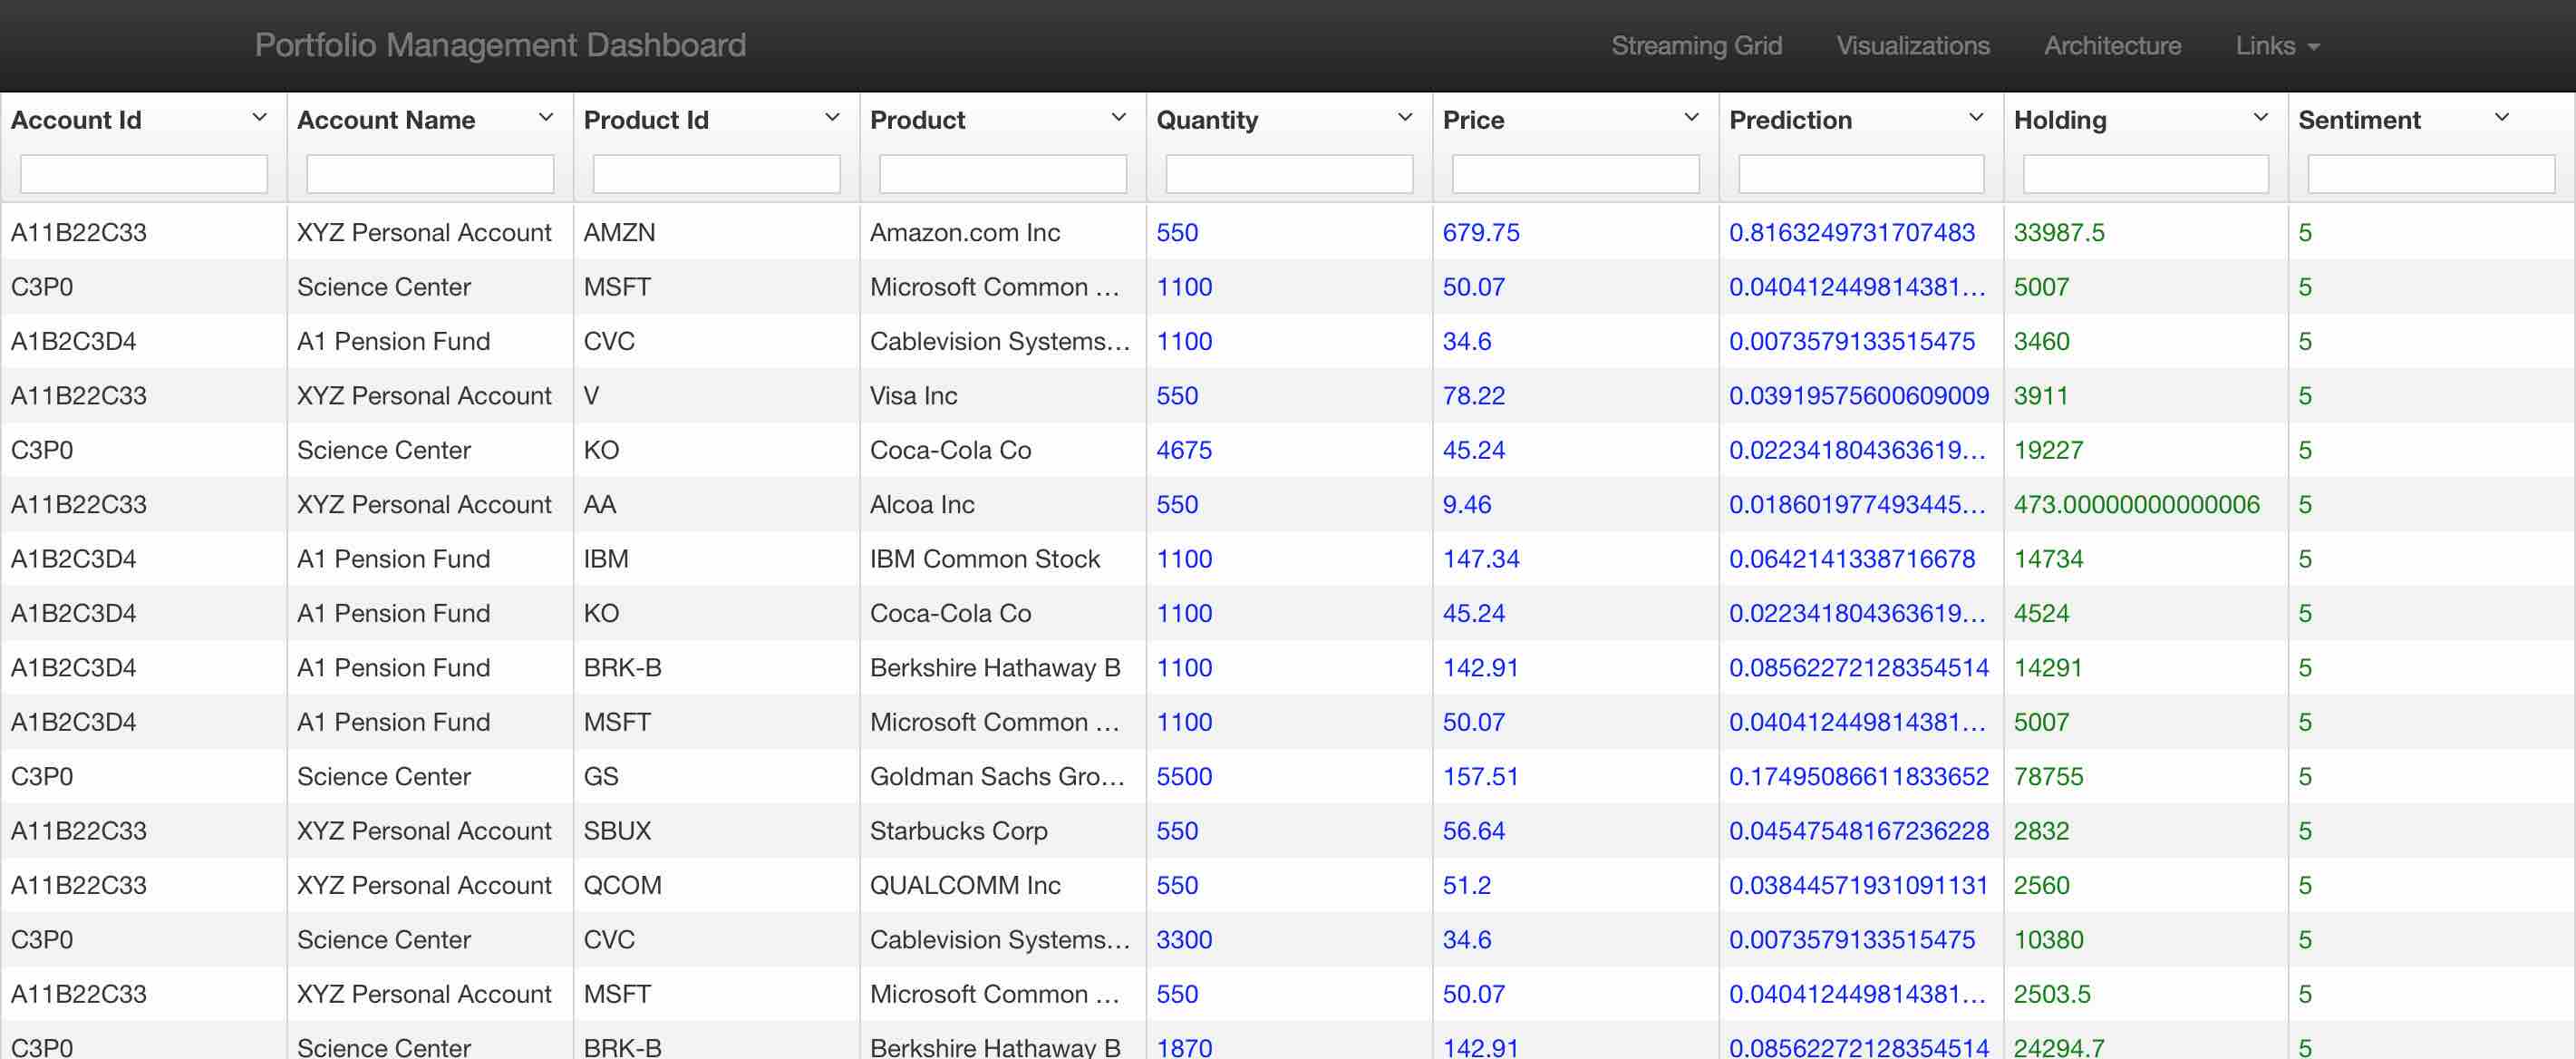 Portfolio Management Dashboard Streaming Grid Visualizations Architecture Links
Account Id Account Name Product Id Product Quantity Price Prediction Holding Sentiment
A11B22C33 XYZ Personal Account AMZN Amazon.com Inc 550 679.75 0.8163249731707483 33987.5 5
C3P0 Science Center MSFT Microsoft Common ... 1100 50.07 0.040412449814381... 5007 5
A1B2C3D4 A1 Pension Fund CVC Cablevision Systems... 1100 34.6 0.0073579133515475 3460 5
A11B22C33 XYZ Personal Account V Visa Inc 550 78.22 0.03919575600609009 3911 5
C3P0 Science Center KO Coca-Cola Co 4675 45.24 0.022341804363619... 19227 5
A11B22C33 XYZ Personal Account AA Alcoa Inc 550 9.46 0.018601977493445... 473.00000000000006 5
A1B2C3D4 A1 Pension Fund IBM IBM Common Stock 1100 147.34 0.0642141338716678 14734 5
A1B2C3D4 A1 Pension Fund KO Coca-Cola Co 1100 45.24 0.022341804363619... 4524 5
A1B2C3D4 A1 Pension Fund BRK-B Berkshire Hathaway B 1100 142.91 0.08562272128354514 14291 5
A1B2C3D4 A1 Pension Fund MSFT Microsoft Common ... 1100 50.07 0.040412449814381... 5007 5
C3P0 Science Center GS Goldman Sachs Gro... 5500 157.51 0.17495086611833652 78755 5
A11B22C33 XYZ Personal Account SBUX Starbucks Corp 550 56.64 0.04547548167236228 2832 5
A11B22C33 XYZ Personal Account QCOM QUALCOMM Inc 550 51.2 0.03844571931091131 2560 5
C3P0 Science Center CVC Cablevision Systems... 3300 34.6 0.0073579133515475 10380 5
A11B22C33 XYZ Personal Account MSFT Microsoft Common ... 550 50.07 0.040412449814381... 2503.5 5
C3P0 Science Center BRK-B Berkshire Hathaway B 1870 142.91 0.08562272128354514 24294.7 5